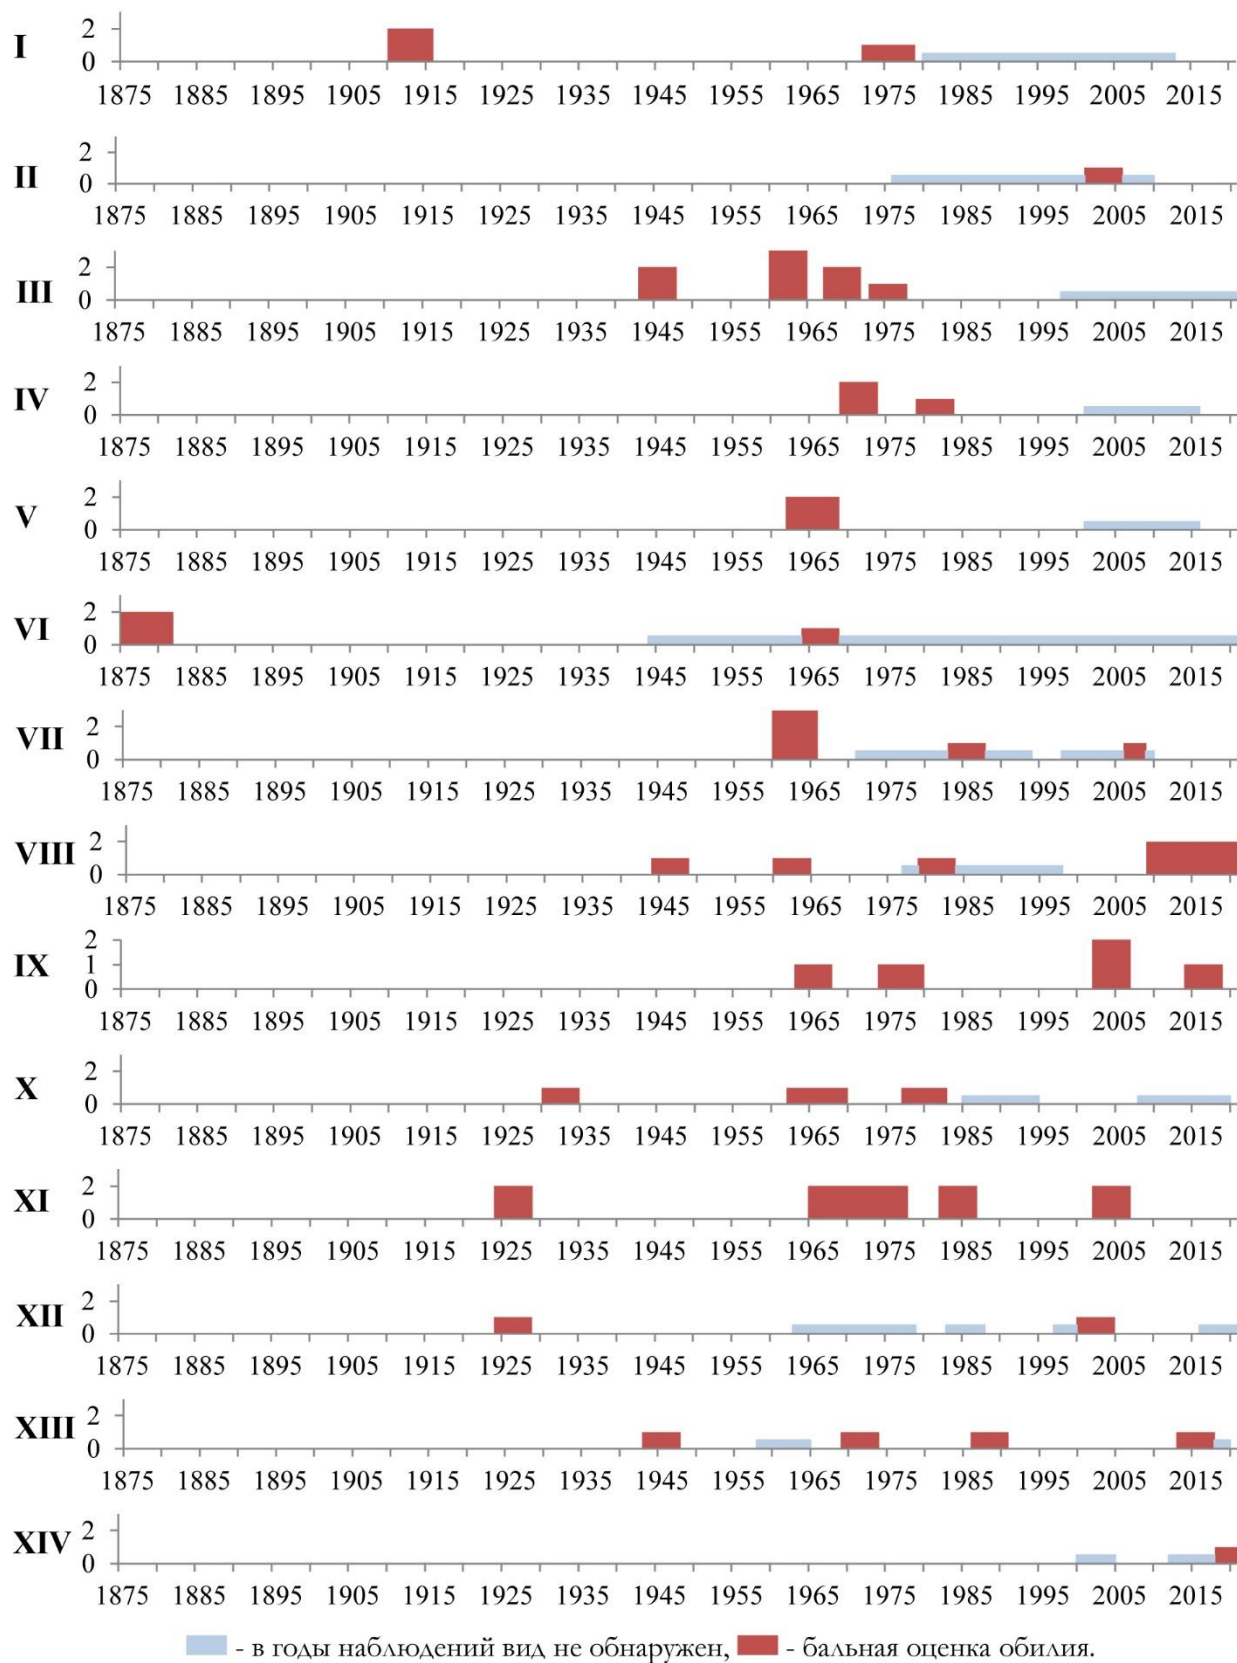 I 2
0
1875 1885 1895 1905 1915 1925 1935 1945 1955 1965 1975 1985 1995 2005 2015
II 2
0
1875 1885 1895 1905 1915 1925 1935 1945 1955 1965 1975 1985 1995 2005 2015
III 2
0
1875 1885 1895 1905 1915 1925 1935 1945 1955 1965 1975 1985 1995 2005 2015
IV 2
0
1875 1885 1895 1905 1915 1925 1935 1945 1955 1965 1975 1985 1995 2005 2015
V 2
0
1875 1885 1895 1905 1915 1925 1935 1945 1955 1965 1975 1985 1995 2005 2015
VI 2
0
1875 1885 1895 1905 1915 1925 1935 1945 1955 1965 1975 1985 1995 2005 2015
VII 2
0
1875 1885 1895 1905 1915 1925 1935 1945 1955 1965 1975 1985 1995 2005 2015
VIII 2
0
1875 1885 1895 1905 1915 1925 1935 1945 1955 1965 1975 1985 1995 2005 2015
IX 2
1
0
1875 1885 1895 1905 1915 1925 1935 1945 1955 1965 1975 1985 1995 2005 2015
X 2
0
1875 1885 1895 1905 1915 1925 1935 1945 1955 1965 1975 1985 1995 2005 2015
XI 2
0
1875 1885 1895 1905 1915 1925 1935 1945 1955 1965 1975 1985 1995 2005 2015
XII 2
0
1875 1885 1895 1905 1915 1925 1935 1945 1955 1965 1975 1985 1995 2005 2015
XIII 2
0
1875 1885 1895 1905 1915 1925 1935 1945 1955 1965 1975 1985 1995 2005 2015
XIV 2
0
1875 1885 1895 1905 1915 1925 1935 1945 1955 1965 1975 1985 1995 2005 2015
- в годы наблюдений вид не обнаружен, - бальная оценка обилия.